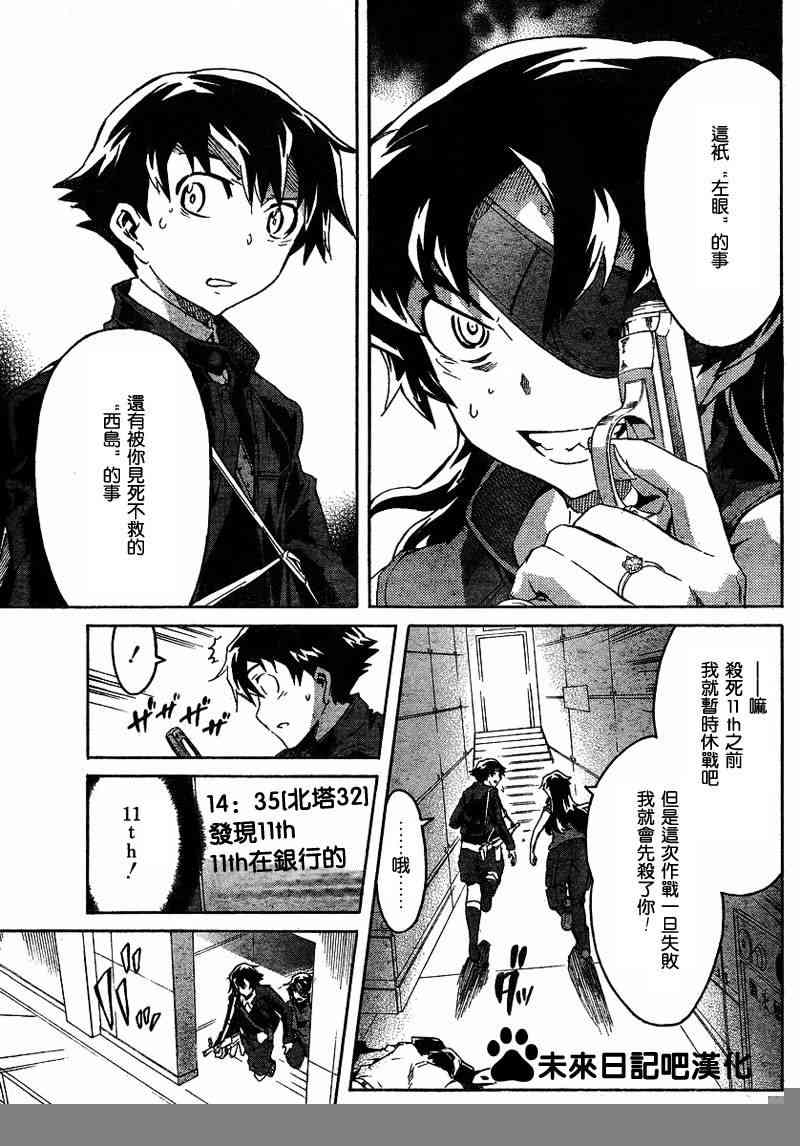 這衹
“左眼”的事
還有被你見死不救的
“西島”的事
——嘛
殺死11th之前
我就暫時休戰吧
但是這次作戰一旦失敗
我就會先殺了你！
……哦
ダッ
！
ザザザ
14：35[北塔32]
發現11th
11th在銀行的
11th！
未來日記吧漢化